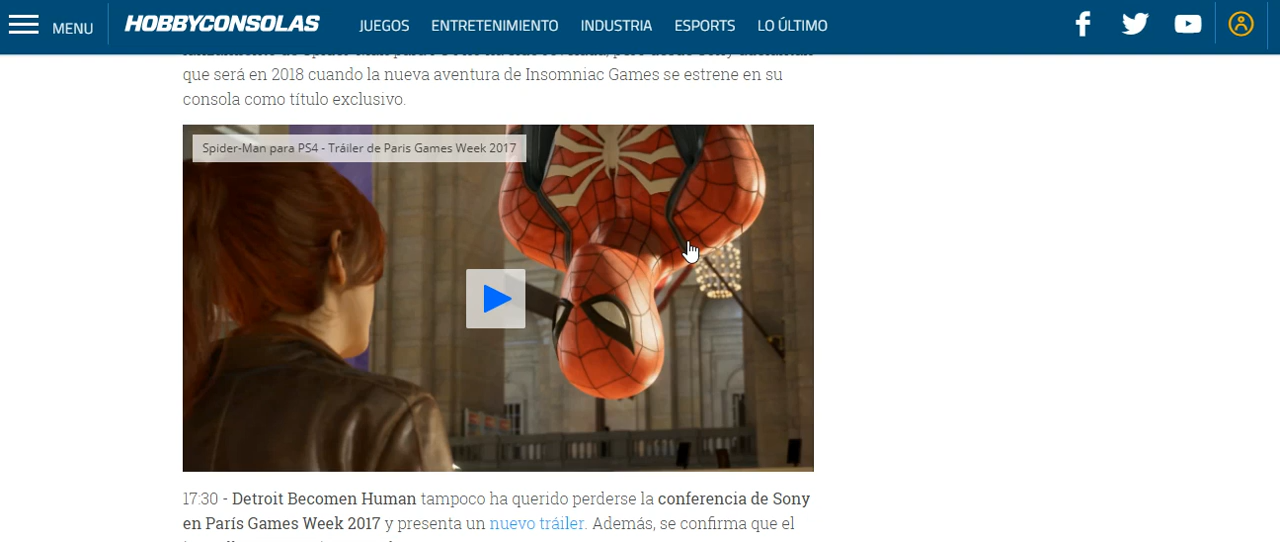 MENU
HOBBYCONSOLAS
JUEGOS
ENTRETENIMIENTO
INDUSTRIA
ESPORTS
LO ÚLTIMO
que será en 2018 cuando la nueva aventura de Insomniac Games se estrene en su
consola como título exclusivo.
Spider-Man para PS4 - Tráiler de Paris Games Week 2017
17:30 - Detroit Becomen Human tampoco ha querido perderse la conferencia de Sony
en París Games Week 2017 y presenta un nuevo tráiler. Además, se confirma que el